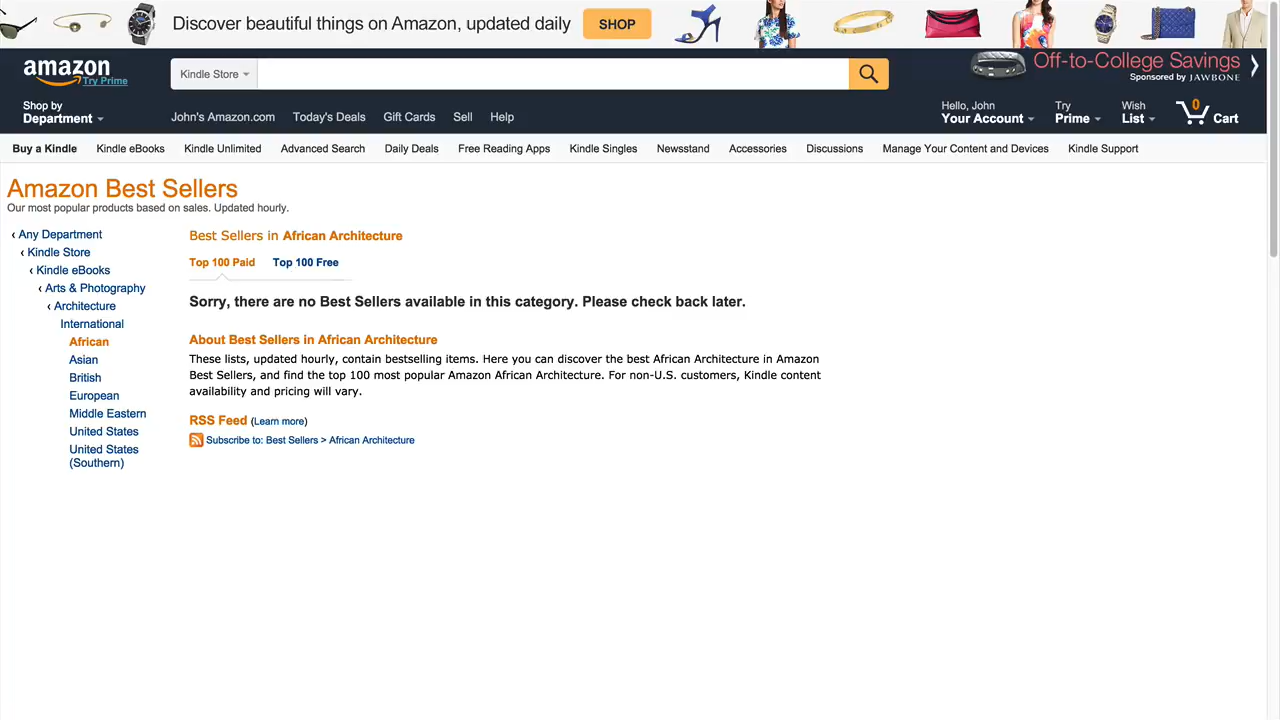 Discover beautiful things on Amazon, updated daily SHOP
amazon Try Prime
Kindle Store
Off-to-College Savings
Sponsored by JAWBONE
Shop by Department
John's Amazon.com Today's Deals Gift Cards Sell Help
Hello, John Your Account
Try Prime
Wish List
0 Cart
Buy a Kindle Kindle eBooks Kindle Unlimited Advanced Search Daily Deals Free Reading Apps Kindle Singles Newsstand Accessories Discussions Manage Your Content and Devices Kindle Support
Amazon Best Sellers
Our most popular products based on sales. Updated hourly.
‹ Any Department
‹ Kindle Store
‹ Kindle eBooks
‹ Arts & Photography
‹ Architecture
International
African
Asian
British
European
Middle Eastern
United States
United States
(Southern)
Best Sellers in African Architecture
Top 100 Paid Top 100 Free
Sorry, there are no Best Sellers available in this category. Please check back later.
About Best Sellers in African Architecture
These lists, updated hourly, contain bestselling items. Here you can discover the best African Architecture in Amazon
Best Sellers, and find the top 100 most popular Amazon African Architecture. For non-U.S. customers, Kindle content
availability and pricing will vary.
RSS Feed (Learn more)
Subscribe to: Best Sellers > African Architecture